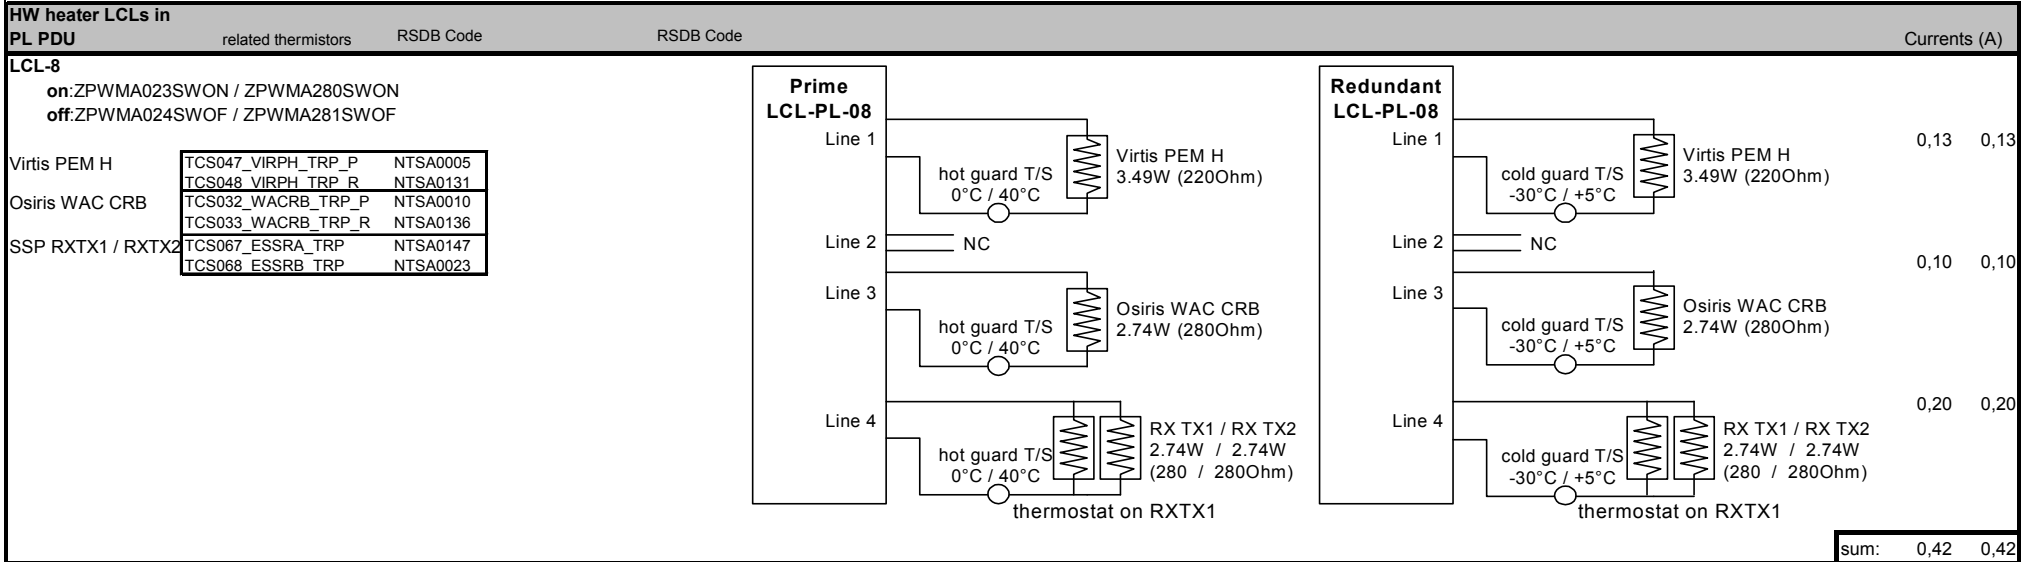 HW heater LCLs in
PL PDU related thermistors RSDB Code RSDB Code Currents (A)
LCL-8
on:ZPWMA023SWON / ZPWMA280SWON
off:ZPWMA024SWOF / ZPWMA281SWOF
Virtis PEM H TCS047_VIRPH_TRP_P NTSA0005
TCS048_VIRPH_TRP_R NTSA0131
Osiris WAC CRB TCS032_WACRB_TRP_P NTSA0010
TCS033_WACRB_TRP_R NTSA0136
SSP RXTX1 / RXTX2 TCS067_ESSRA_TRP NTSA0147
TCS068_ESSRB_TRP NTSA0023
Prime
LCL-PL-08
Line 1
hot guard T/S
0°C / 40°C
Virtis PEM H
3.49W (220Ohm)
Line 2
NC
Line 3
hot guard T/S
0°C / 40°C
Osiris WAC CRB
2.74W (280Ohm)
Line 4
hot guard T/S
0°C / 40°C
RX TX1 / RX TX2
2.74W / 2.74W
(280 / 280Ohm)
thermostat on RXTX1
Redundant
LCL-PL-08
Line 1
cold guard T/S
-30°C / +5°C
Virtis PEM H
3.49W (220Ohm)
Line 2
NC
Line 3
cold guard T/S
-30°C / +5°C
Osiris WAC CRB
2.74W (280Ohm)
Line 4
cold guard T/S
-30°C / +5°C
RX TX1 / RX TX2
2.74W / 2.74W
(280 / 280Ohm)
thermostat on RXTX1
0,13 0,13
0,10 0,10
0,20 0,20
sum: 0,42 0,42